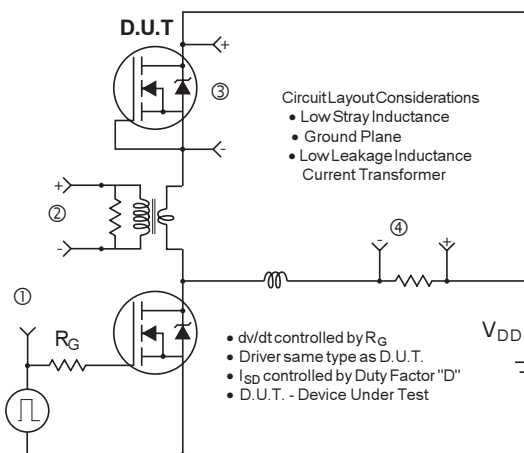 D.U.T
+
③
-
Circuit Layout Considerations
• Low Stray Inductance
• Ground Plane
• Low Leakage Inductance
Current Transformer
+
②
-
④
- +
①
RG
VDD
• dv/dt controlled by RG
• Driver same type as D.U.T.
• ISD controlled by Duty Factor "D"
• D.U.T. - Device Under Test